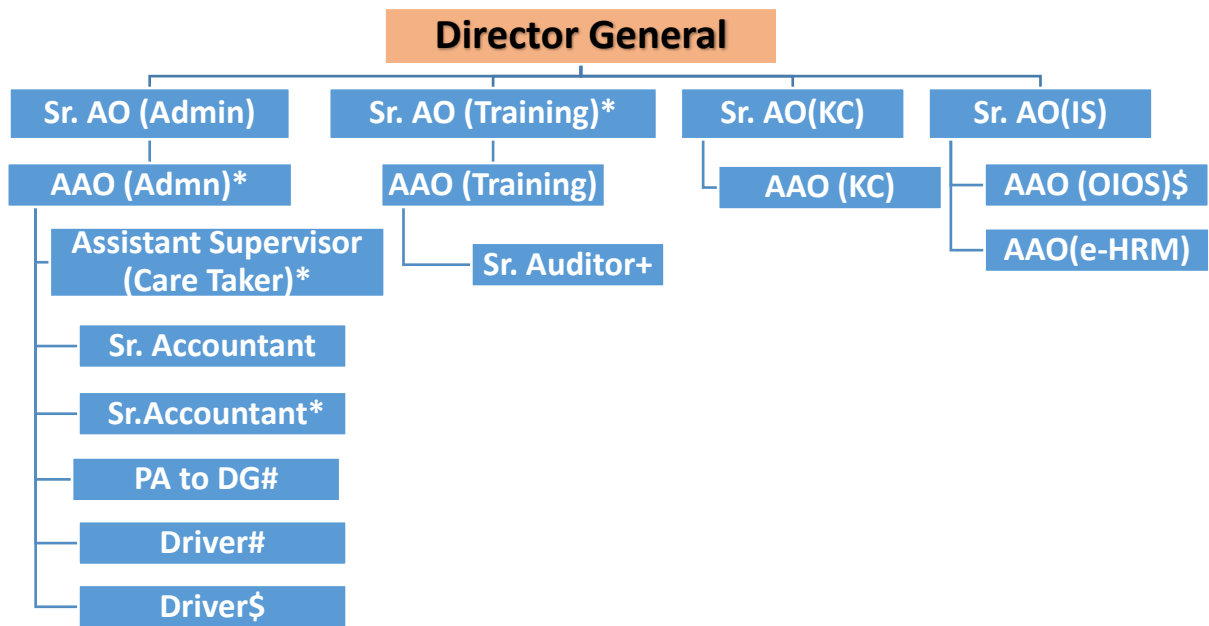 Director General
Sr. AO (Admin)
Sr. AO (Training)*
Sr. AO(KC)
Sr. AO(IS)
AAO (Admn)*
AAO (Training)
AAO (KC)
AAO (OIOS)$
AAO(e-HRM)
Assistant Supervisor
(Care Taker)*
Sr. Auditor+
Sr. Accountant
Sr.Accountant*
PA to DG#
Driver#
Driver$